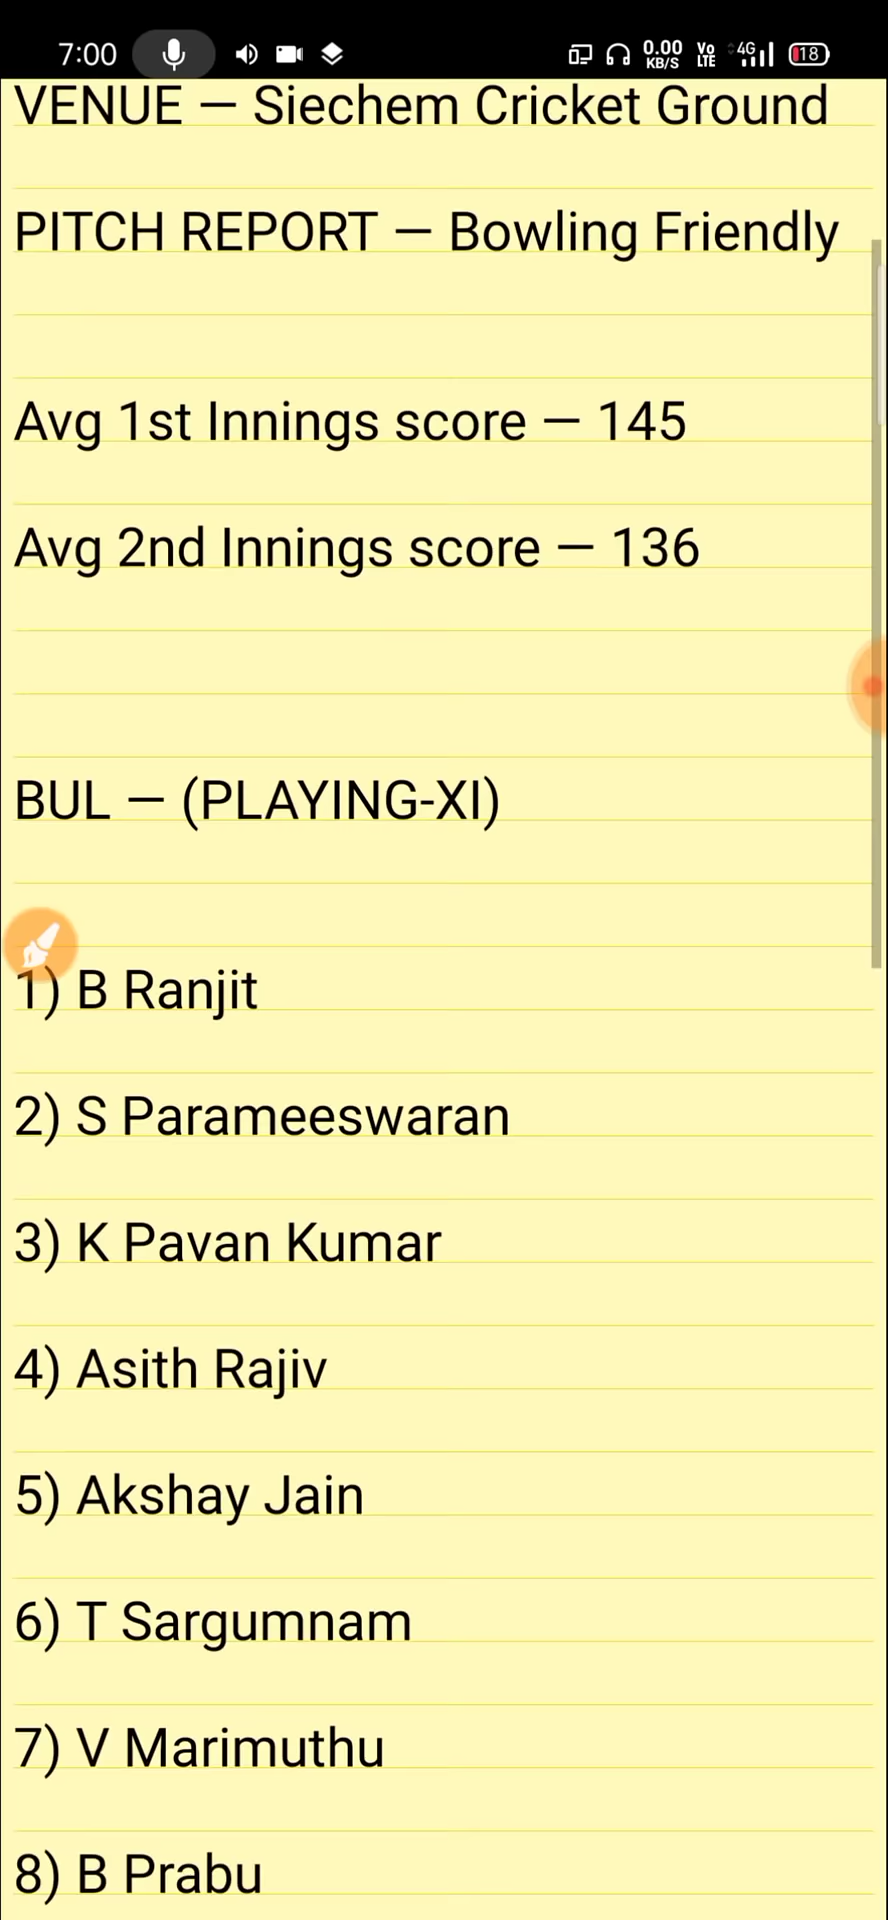 7:00 0.00 KB/S Vo LTE 4G 18
VENUE — Siechem Cricket Ground
PITCH REPORT — Bowling Friendly
Avg 1st Innings score — 145
Avg 2nd Innings score — 136
BUL — (PLAYING-XI)
1) B Ranjit
2) S Parameeswaran
3) K Pavan Kumar
4) Asith Rajiv
5) Akshay Jain
6) T Sargumnam
7) V Marimuthu
8) B Prabu